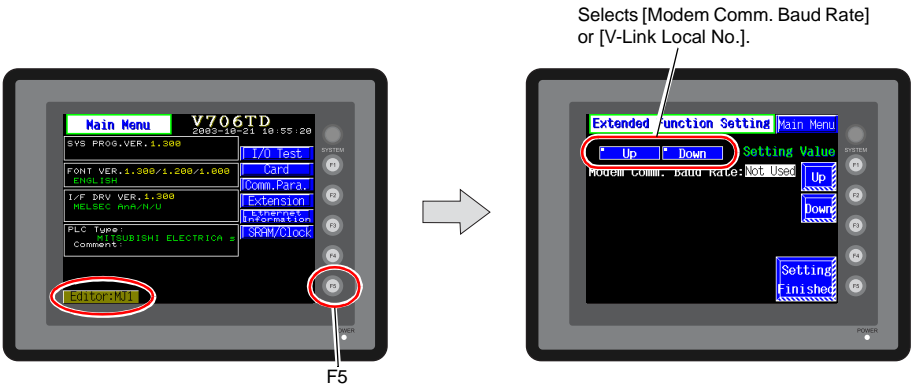 Selects [Modem Comm. Baud Rate]
or [V-Link Local No.].
Main Menu
V706TD
2003-10-21 10:55:20
SYS PROG.VER.1.300
FONT VER.1.300/1.200/1.000
ENGLISH
I/F DRV VER.1.300
MELSEC AnA/N/U
PLC Type:
MITSUBISHI ELECTRICA s
Comment:
Editor:MJ1
I/O Test
Card
Comm.Para.
Extension
Ethernet
Information
SRAM/Clock
SYSTEM
F1
F2
F3
F4
F5
POWER
F5
Extended Function Setting
Main Menu
Up
Down
Setting Value
Modem Comm. Baud Rate:
Not Used
Up
Down
Setting
Finished
SYSTEM
F1
F2
F3
F4
F5
POWER